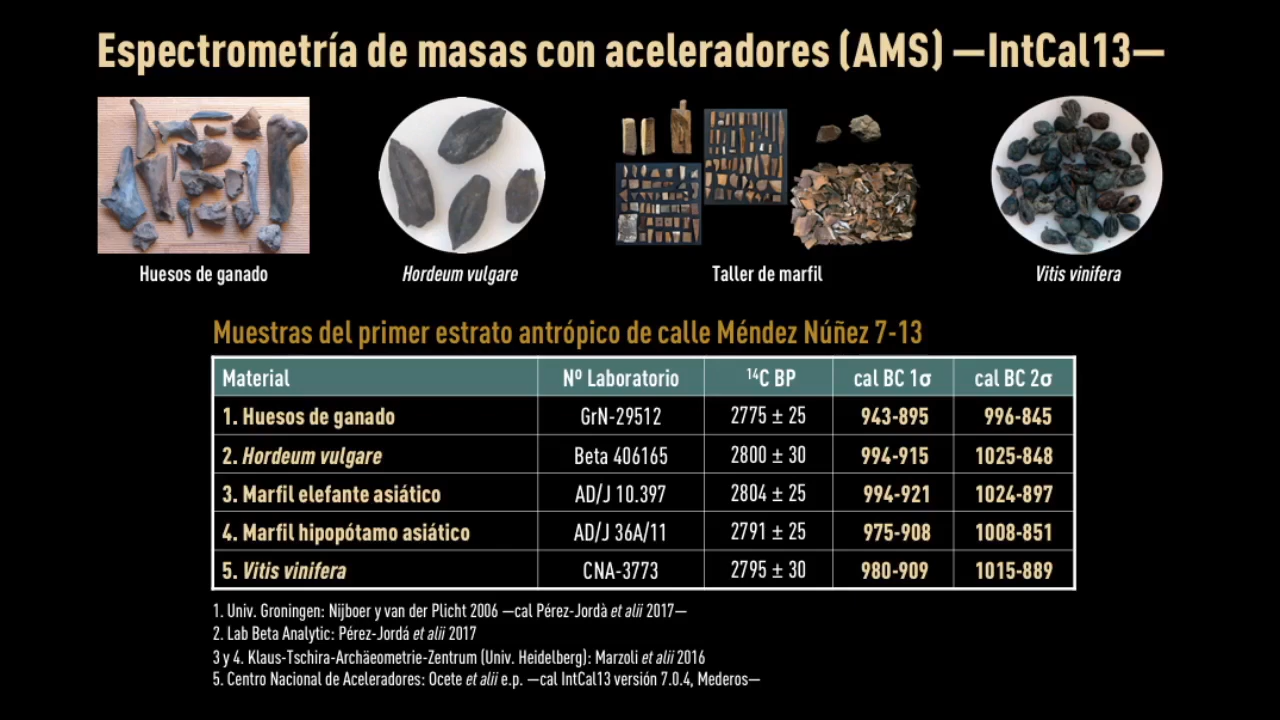 Espectrometría de masas con aceleradores (AMS) —IntCal13—
Huesos de ganado
Hordeum vulgare
Taller de marfil
Vitis vinifera
Muestras del primer estrato antrópico de calle Méndez Núñez 7-13
Material Nº Laboratorio ¹⁴C BP cal BC 1σ cal BC 2σ
1. Huesos de ganado GrN-29512 2775 ± 25 943-895 996-845
2. Hordeum vulgare Beta 406165 2800 ± 30 994-915 1025-848
3. Marfil elefante asiático AD/J 10.397 2804 ± 25 994-921 1024-897
4. Marfil hipopótamo asiático AD/J 36A/11 2791 ± 25 975-908 1008-851
5. Vitis vinifera CNA-3773 2795 ± 30 980-909 1015-889
1. Univ. Groningen: Nijboer y van der Plicht 2006 —cal Pérez-Jordà et alii 2017—
2. Lab Beta Analytic: Pérez-Jordá et alii 2017
3 y 4. Klaus-Tschira-Archäeometrie-Zentrum (Univ. Heidelberg): Marzoli et alii 2016
5. Centro Nacional de Aceleradores: Ocete et alii e.p. —cal IntCal13 versión 7.0.4, Mederos—